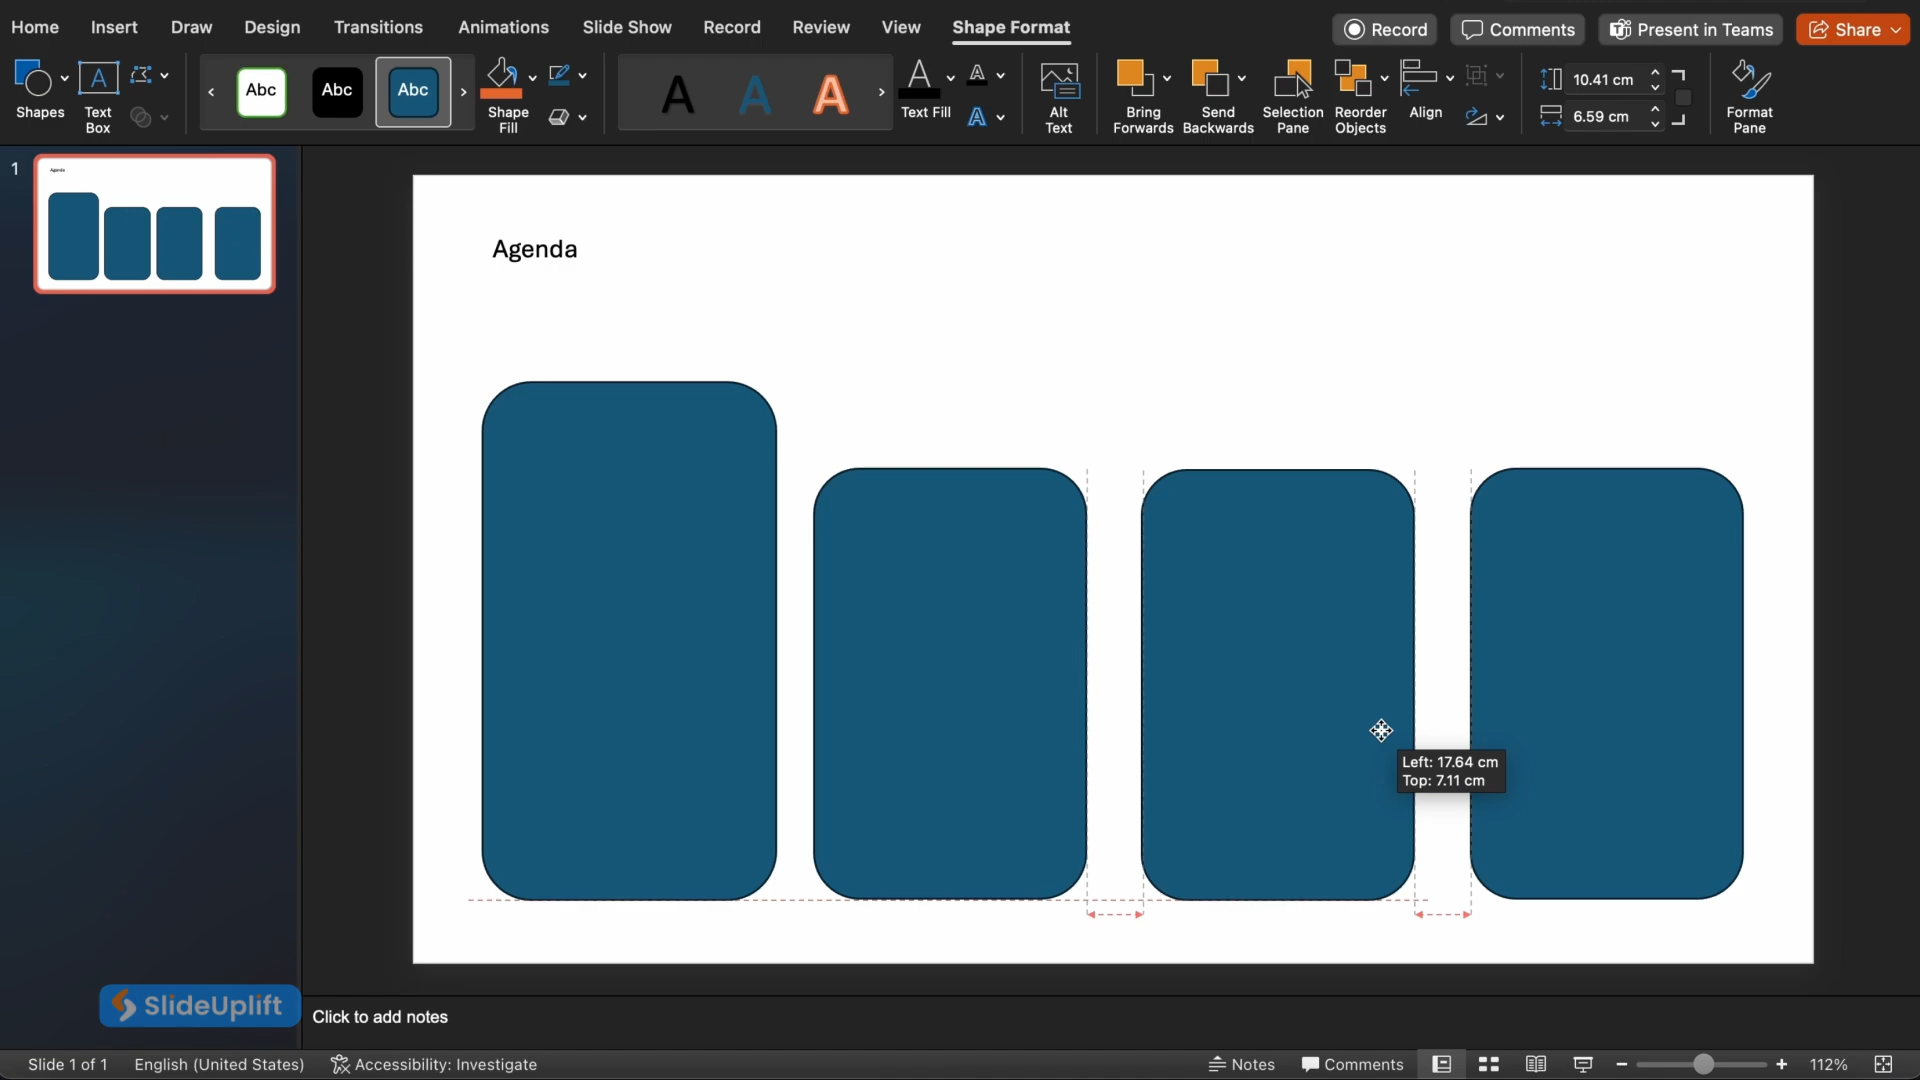 Home Insert Draw Design Transitions Animations Slide Show Record Review View Shape Format Record Comments Present in Teams Share
Shapes
Text
Box
Abc Abc Abc
Shape
Fill
A A A
Text Fill
Alt
Text
Bring
Forwards
Send
Backwards
Selection
Pane
Reorder
Objects
Align
10.41 cm
6.59 cm
Format
Pane
1
Agenda
Agenda
Left: 17.64 cm
Top: 7.11 cm
SlideUplift
Click to add notes
Slide 1 of 1 English (United States) Accessibility: Investigate Notes Comments 112%